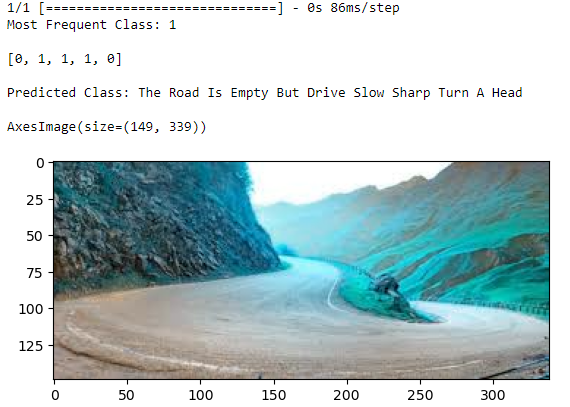 1/1 [==============================] - 0s 86ms/step
Most Frequent Class: 1
[0, 1, 1, 1, 0]
Predicted Class: The Road Is Empty But Drive Slow Sharp Turn A Head
AxesImage(size=(149, 339))
0
25
50
75
100
125
0 50 100 150 200 250 300